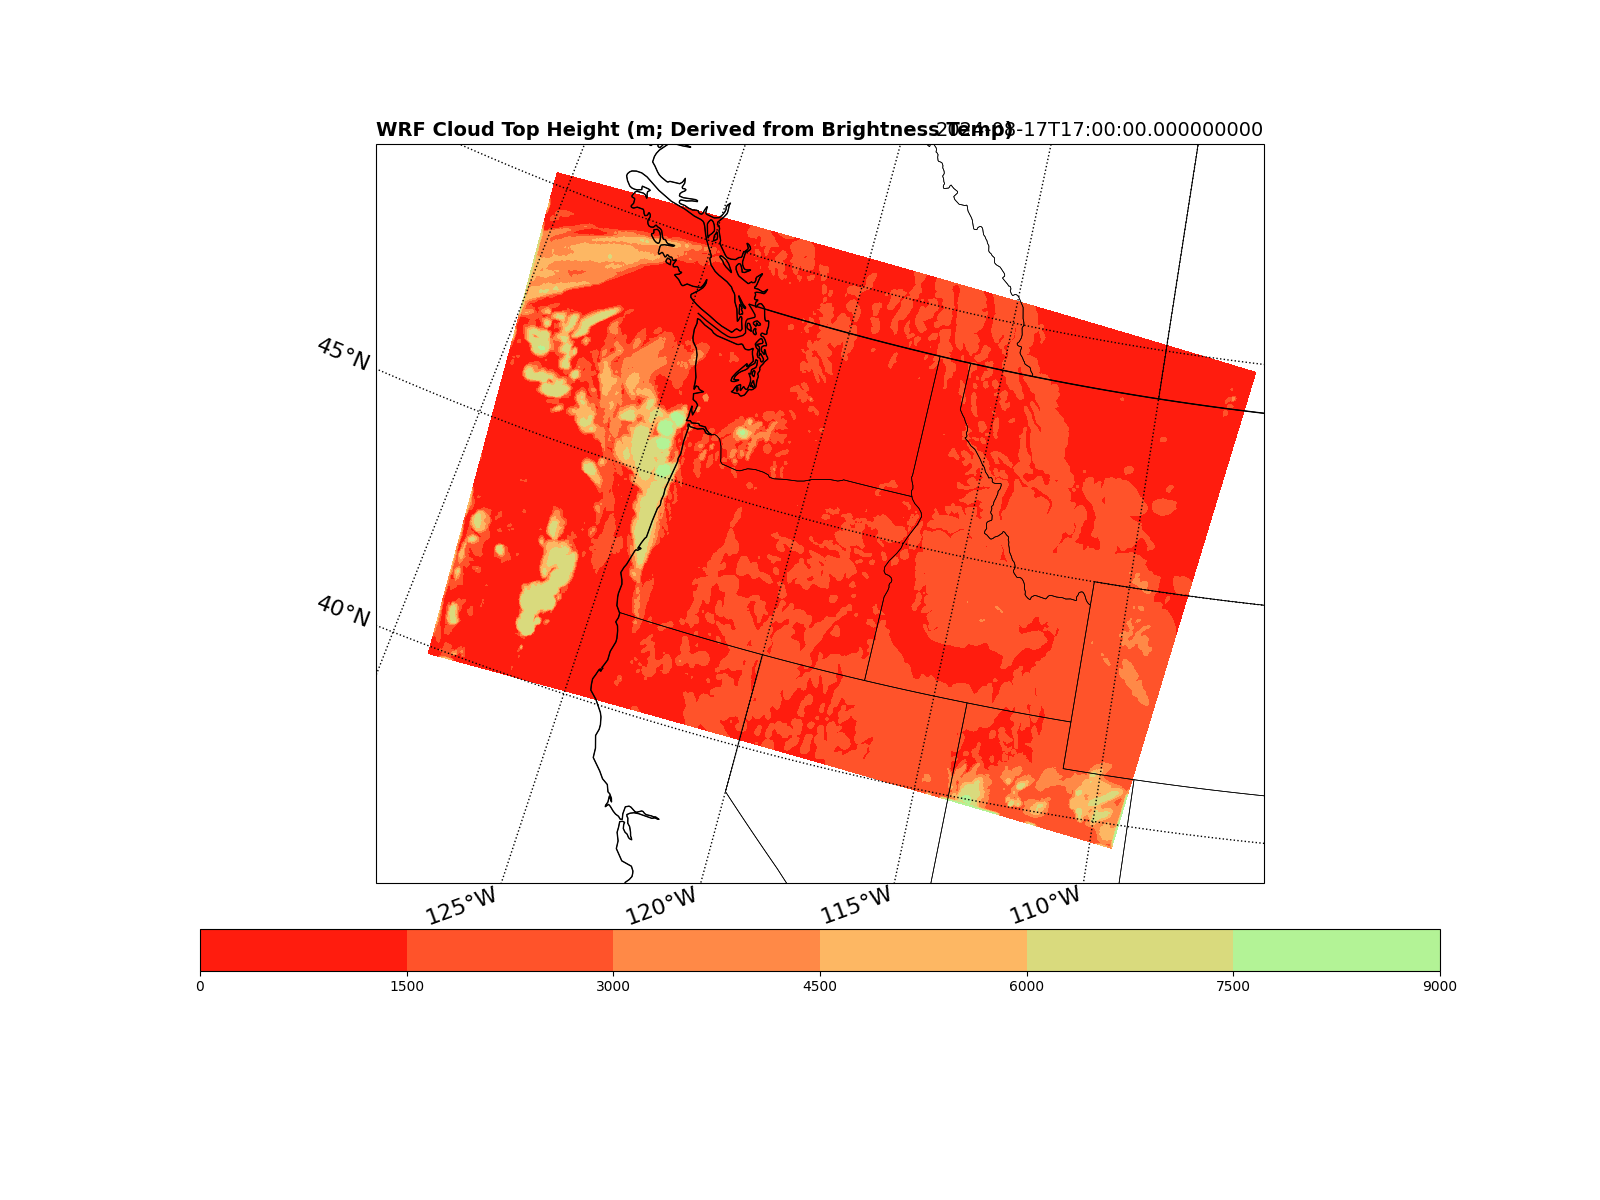 WRF Cloud Top Height (m; Derived from Brightness Temp) 2024-08-17T17:00:00.000000000
45°N
40°N
125°W 120°W 115°W 110°W
0 1500 3000 4500 6000 7500 9000